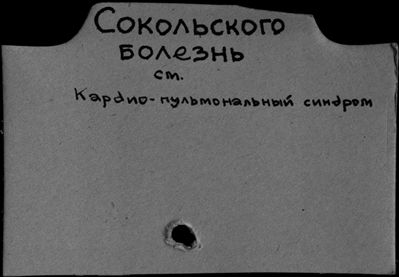 Сокольского
болезнь
см.
Кардио-пульмональный синдром